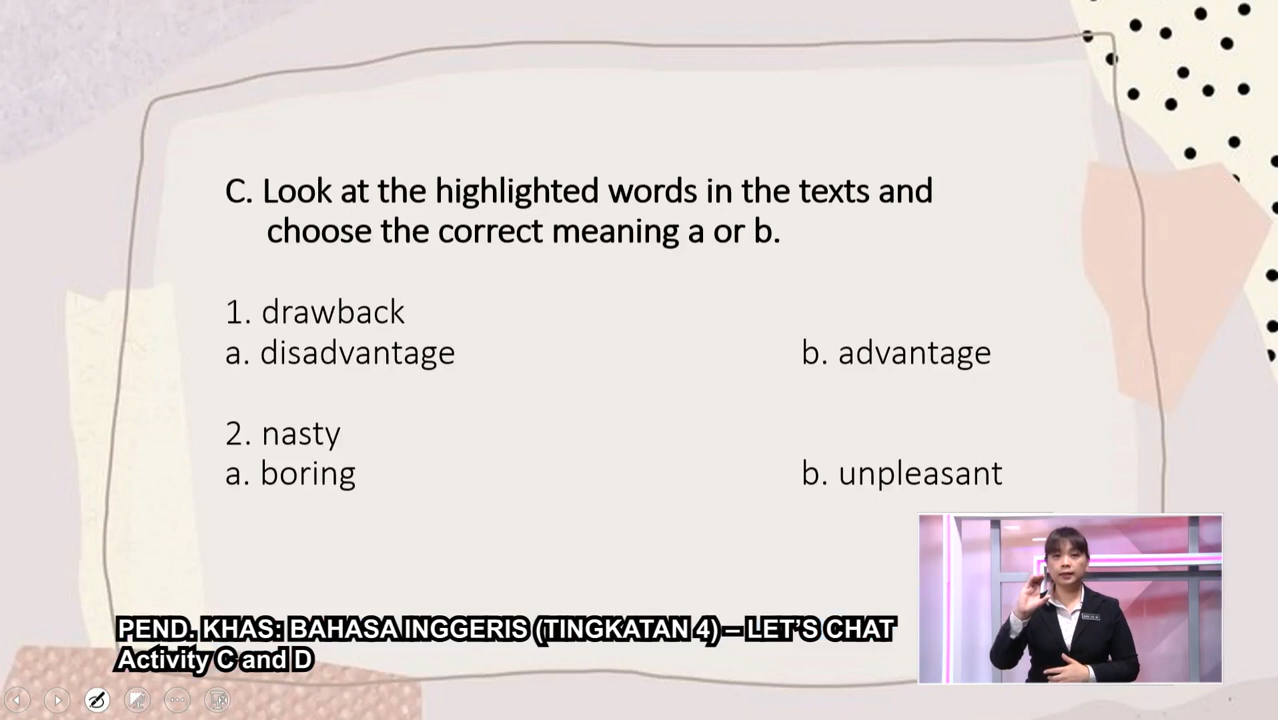 C. Look at the highlighted words in the texts and
choose the correct meaning a or b.
1. drawback
a. disadvantage b. advantage
2. nasty
a. boring b. unpleasant
PEND. KHAS: BAHASA INGGERIS (TINGKATAN 4) – LET'S CHAT
Activity C and D